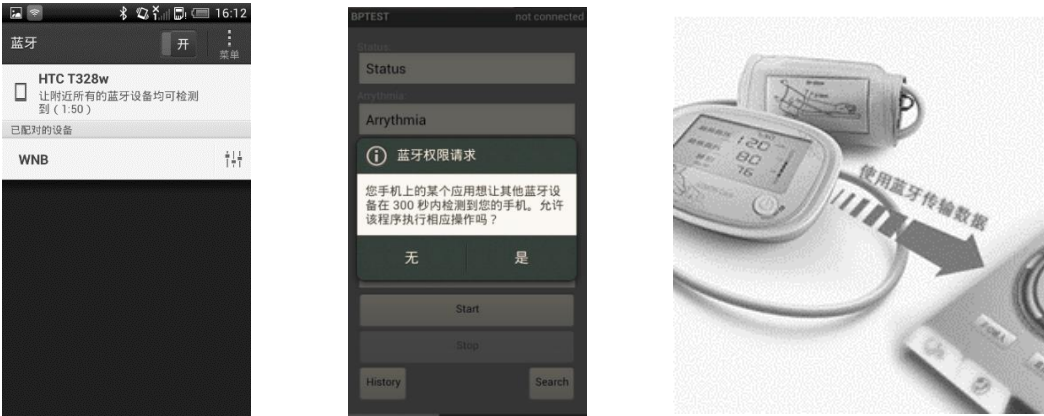 16:12
蓝牙
开
菜单
HTC T328w
让附近所有的蓝牙设备均可检测
到（1:50）
已配对的设备
WNB
BPTEST not connected
Status
Status
Arrythmia
Arrythmia
蓝牙权限请求
您手机上的某个应用想让其他蓝牙设
备在 300 秒内检测到您的手机。允许
该程序执行相应操作吗？
无 是
Start
Stop
History Search
120
80
76
使用蓝牙传输数据